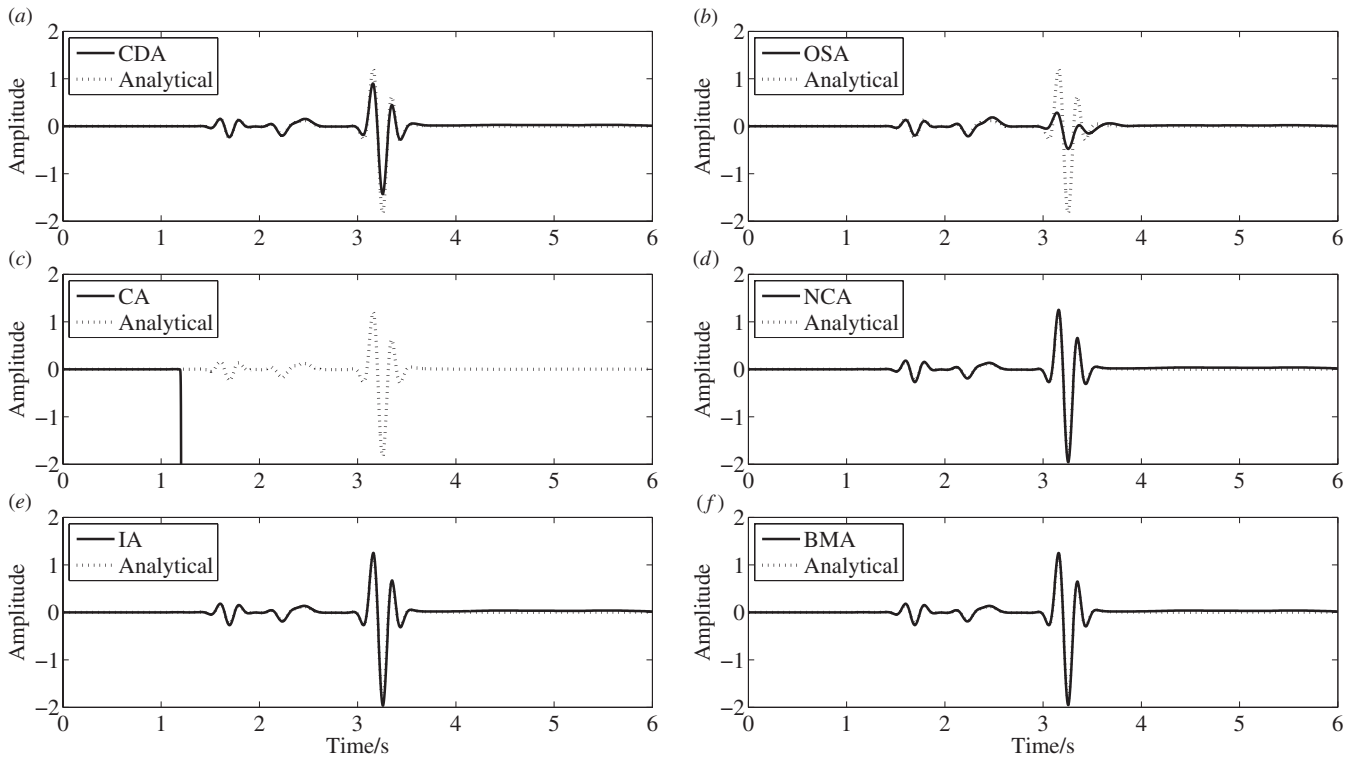 (a)
2
1
0
−1
−2
Amplitude
CDA
Analytical
0 1 2 3 4 5 6
(b)
2
1
0
−1
−2
Amplitude
OSA
Analytical
0 1 2 3 4 5 6
(c)
2
1
0
−1
−2
Amplitude
CA
Analytical
0 1 2 3 4 5 6
(d)
2
1
0
−1
−2
Amplitude
NCA
Analytical
0 1 2 3 4 5 6
(e)
2
1
0
−1
−2
Amplitude
IA
Analytical
0 1 2 3 4 5 6
Time/s
(f)
2
1
0
−1
−2
Amplitude
BMA
Analytical
0 1 2 3 4 5 6
Time/s